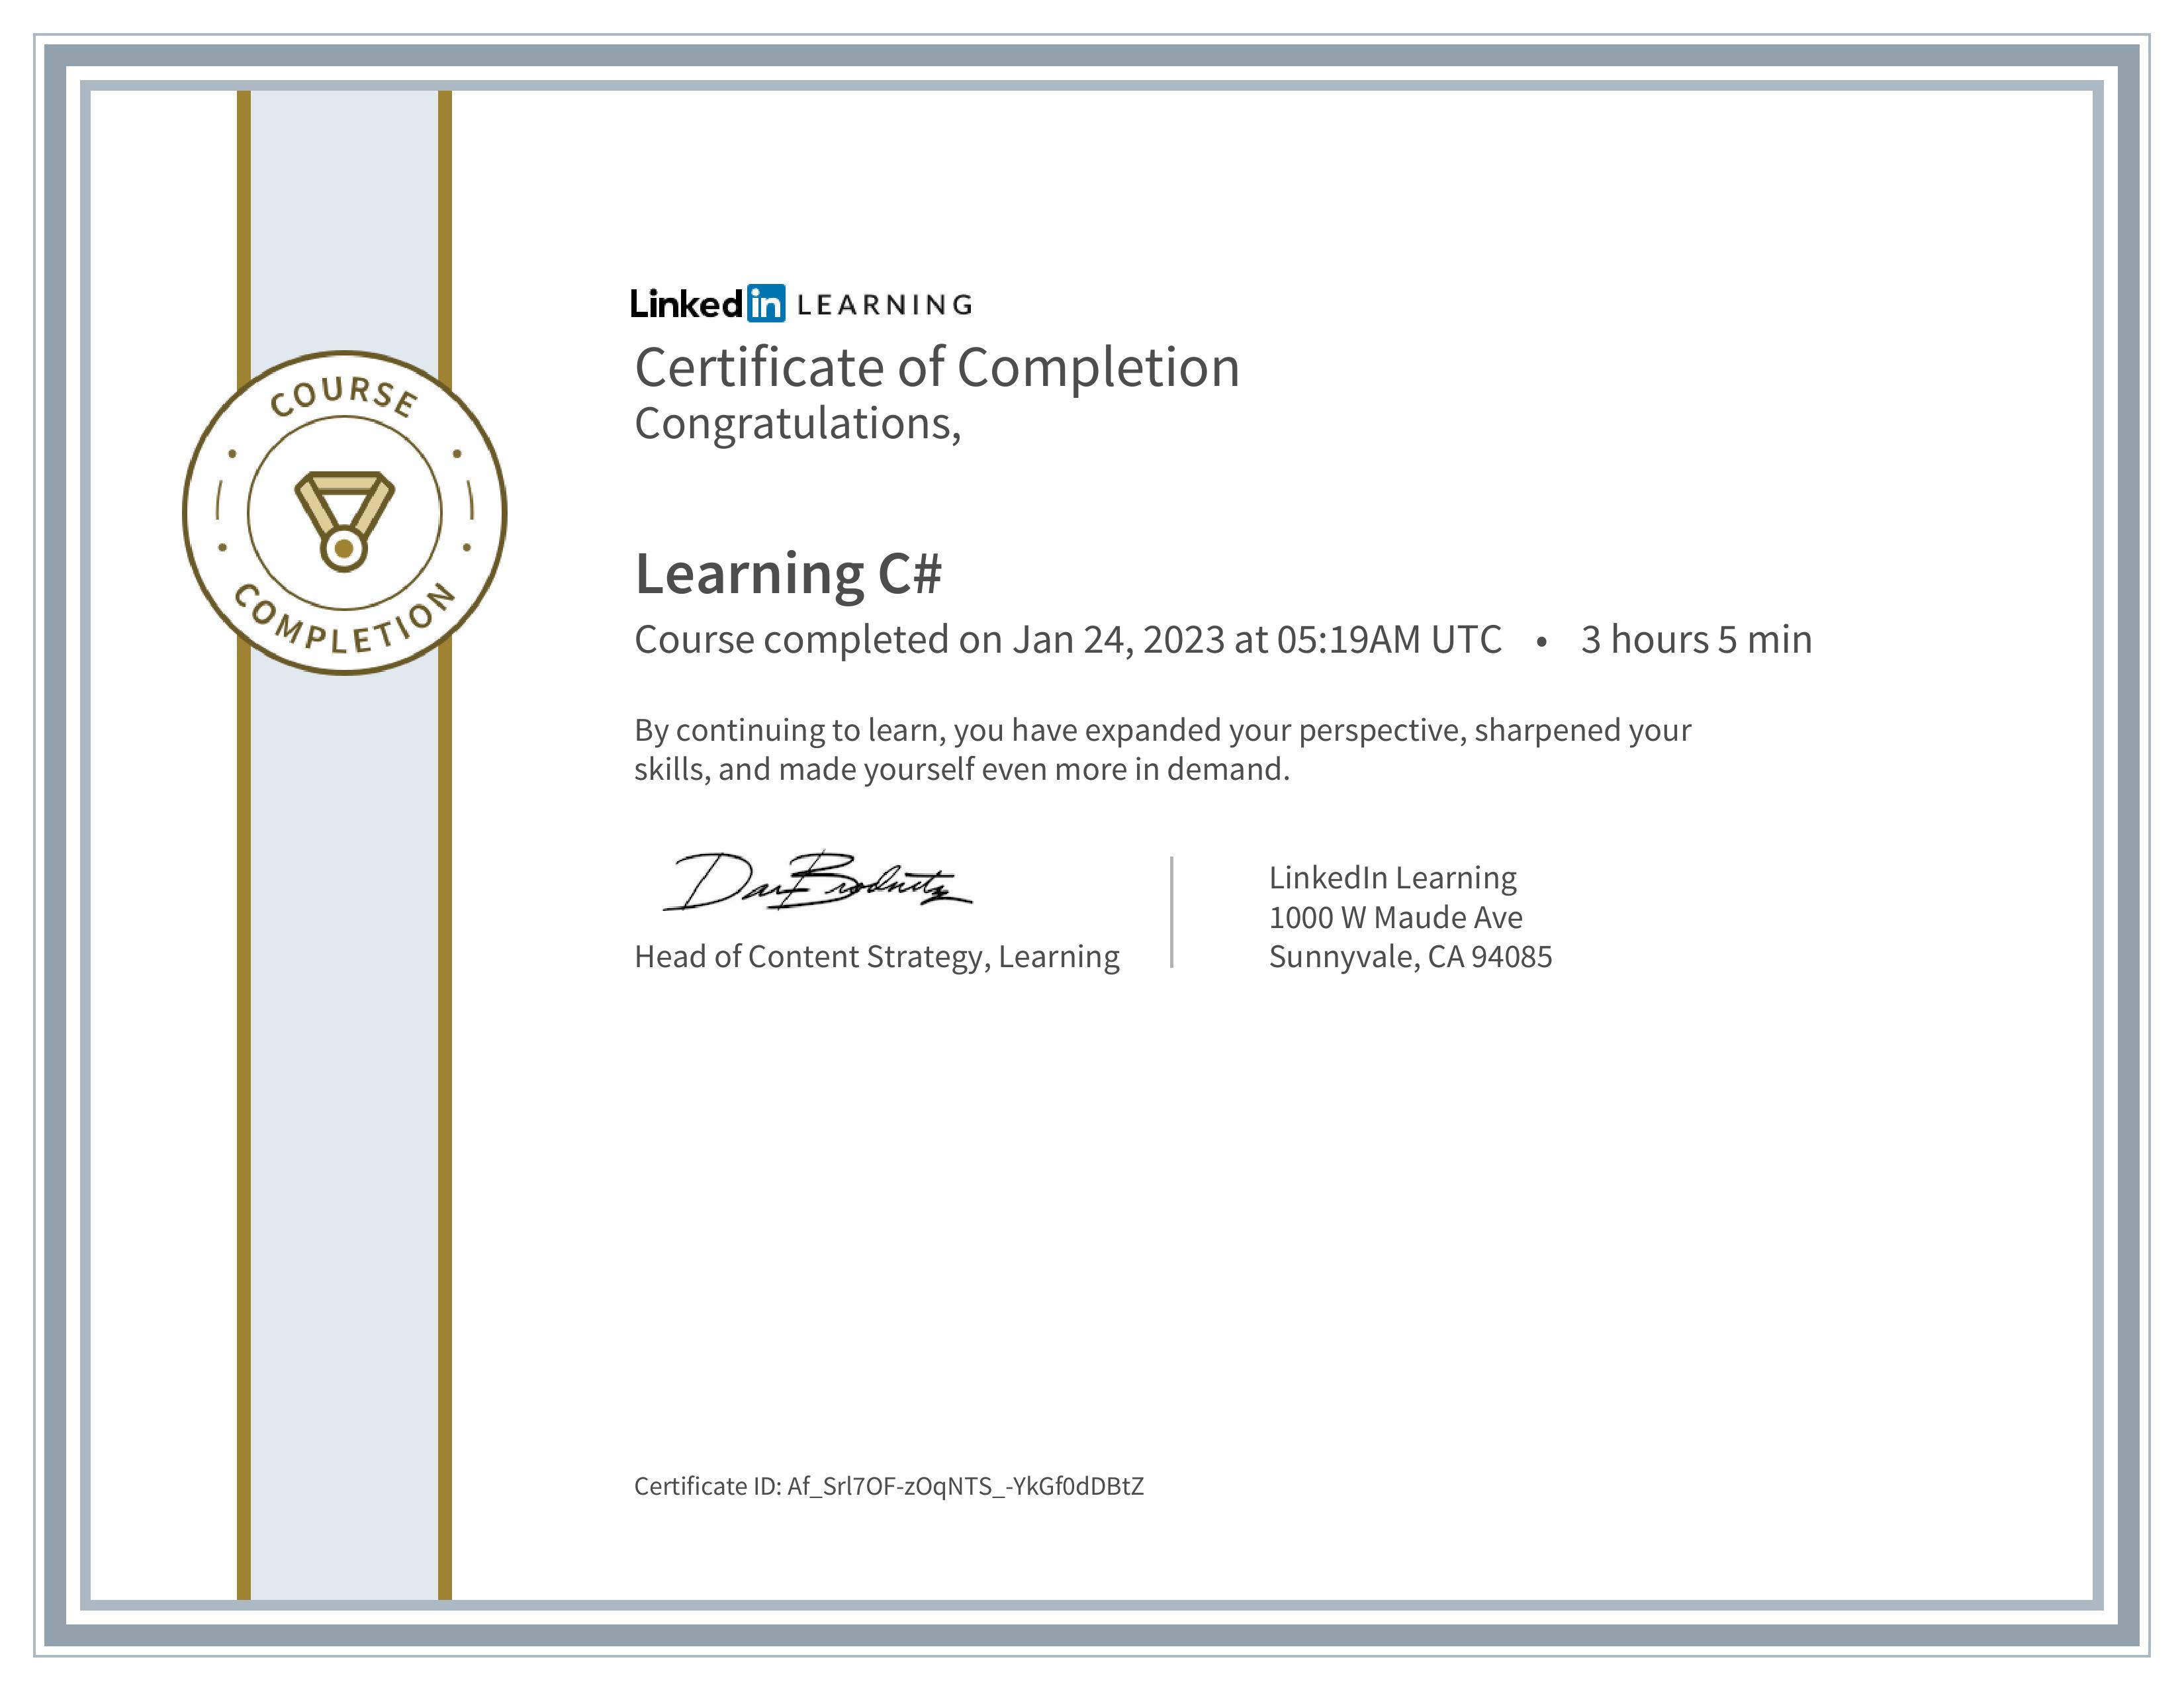 COURSE
COMPLETION
Linkedin LEARNING
Certificate of Completion
Congratulations,
Learning C#
Course completed on Jan 24, 2023 at 05:19AM UTC • 3 hours 5 min
By continuing to learn, you have expanded your perspective, sharpened your
skills, and made yourself even more in demand.
Dan Brodnitz
Head of Content Strategy, Learning
LinkedIn Learning
1000 W Maude Ave
Sunnyvale, CA 94085
Certificate ID: Af_Srl7OF-zOqNTS_-YkGf0dDBtZ